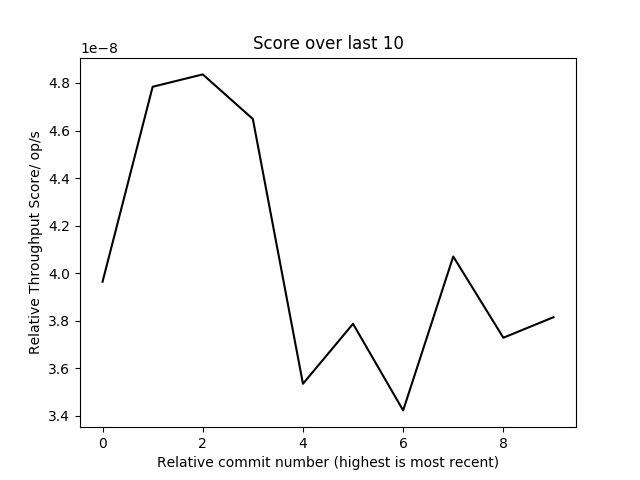 Score over last 10
1e−8
4.8
4.6
4.4
4.2
4.0
3.8
3.6
3.4
Relative Throughput Score/ op/s
0 2 4 6 8
Relative commit number (highest is most recent)